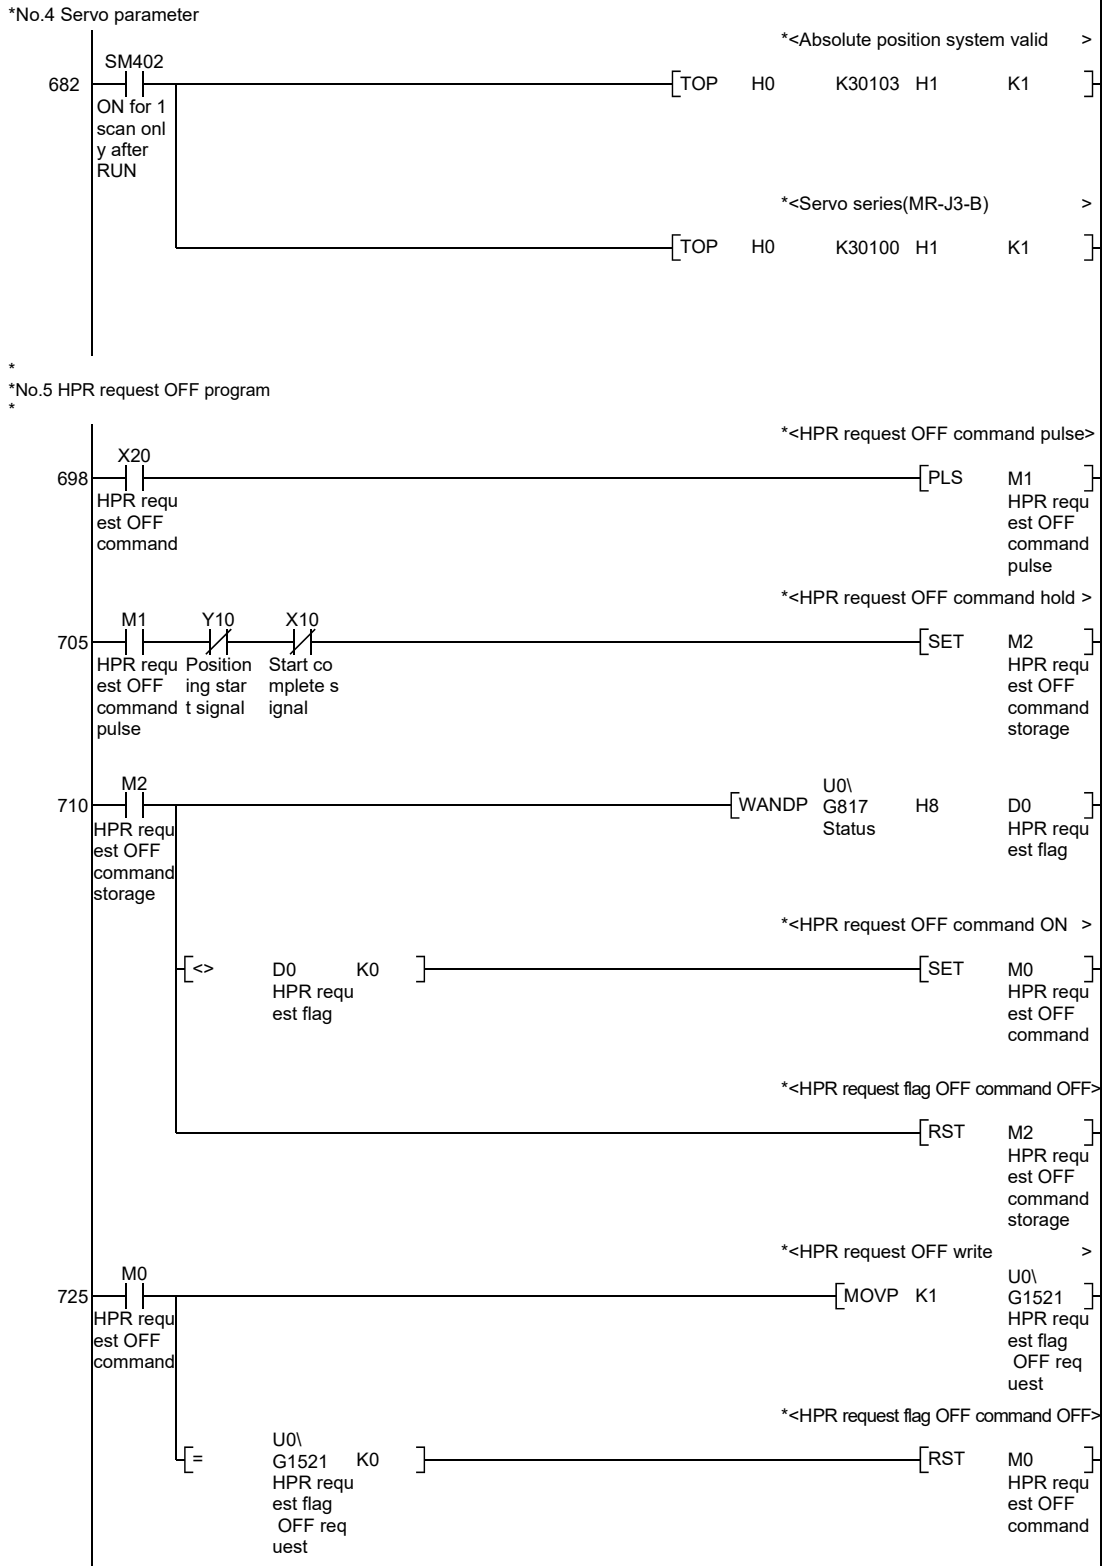 *No.4 Servo parameter
*<Absolute position system valid >
SM402
682 [TOP H0 K30103 H1 K1 ]
ON for 1
scan onl
y after
RUN
*<Servo series(MR-J3-B) >
[TOP H0 K30100 H1 K1 ]
*
*No.5 HPR request OFF program
*
*<HPR request OFF command pulse>
X20
698 [PLS M1 ]
HPR requ
est OFF
command
HPR requ
est OFF
command
pulse
*<HPR request OFF command hold >
M1 Y10 X10
705 [SET M2 ]
HPR requ
est OFF
command
pulse
Position
ing star
t signal
Start co
mplete s
ignal
HPR requ
est OFF
command
storage
M2
710 [WANDP U0\ G817 H8 D0 ]
HPR requ
est OFF
command
storage
Status
HPR requ
est flag
*<HPR request OFF command ON >
[<> D0 K0 ] [SET M0 ]
HPR requ
est flag
HPR requ
est OFF
command
*<HPR request flag OFF command OFF>
[RST M2 ]
HPR requ
est OFF
command
storage
*<HPR request OFF write >
M0
725 [MOVP K1 U0\ G1521 ]
HPR requ
est OFF
command
HPR requ
est flag
OFF req
uest
*<HPR request flag OFF command OFF>
[= U0\ G1521 K0 ] [RST M0 ]
HPR requ
est flag
OFF req
uest
HPR requ
est OFF
command